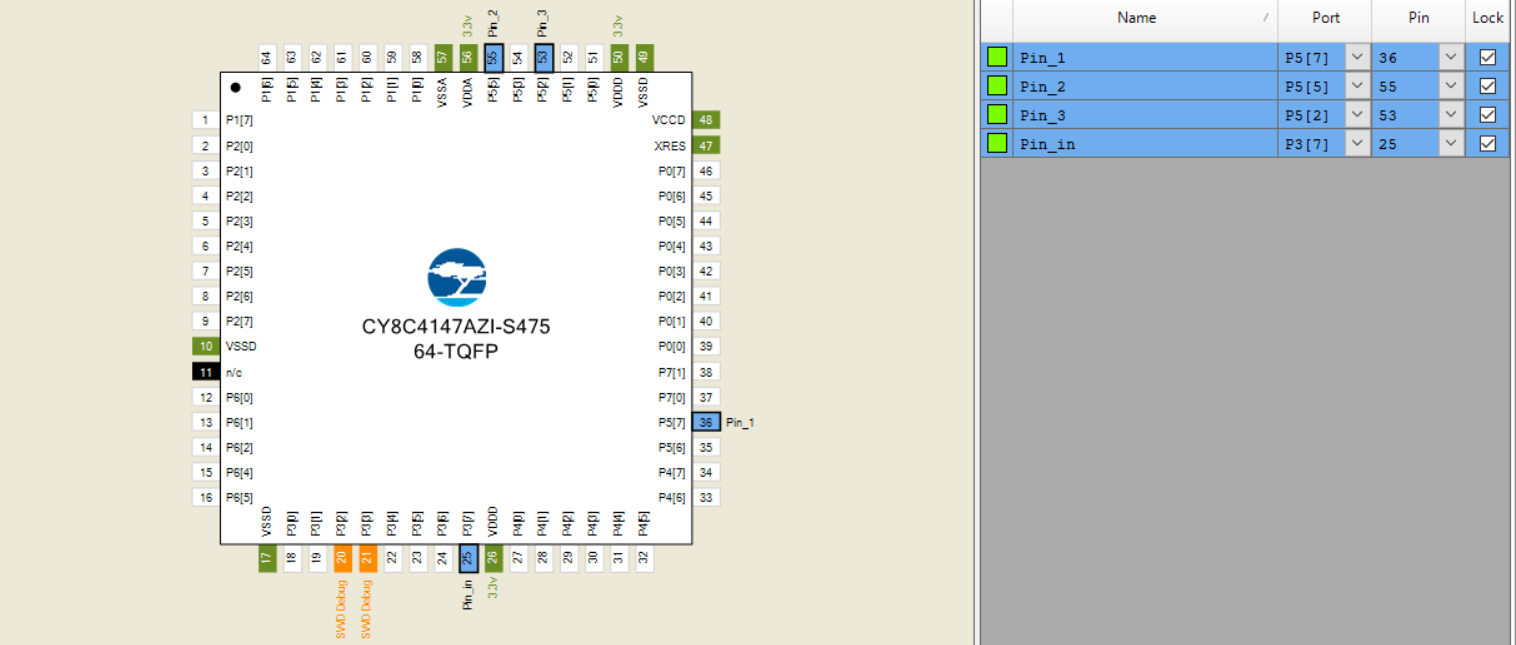 3.3v Pin_2 Pin_3 3.3v
64 63 62 61 60 59 58 57 56 55 54 53 52 51 50 49
P1[6] P1[5] P1[4] P1[3] P1[2] P1[1] P1[0] VSSA VDDA P5[5] P5[3] P5[2] P5[1] P5[0] VDDD VSSD
1 P1[7]
2 P2[0]
3 P2[1]
4 P2[2]
5 P2[3]
6 P2[4]
7 P2[5]
8 P2[6]
9 P2[7]
10 VSSD
11 n/c
12 P6[0]
13 P6[1]
14 P6[2]
15 P6[4]
16 P6[5]
CY8C4147AZI-S475
64-TQFP
VCCD 48
XRES 47
P0[7] 46
P0[6] 45
P0[5] 44
P0[4] 43
P0[3] 42
P0[2] 41
P0[1] 40
P0[0] 39
P7[1] 38
P7[0] 37
P5[7] 36 Pin_1
P5[6] 35
P4[7] 34
P4[6] 33
VSSD P3[0] P3[1] P3[2] P3[3] P3[4] P3[5] P3[6] P3[7] VDDD P4[0] P4[1] P4[2] P4[3] P4[4] P4[5]
17 18 19 20 21 22 23 24 25 26 27 28 29 30 31 32
SWD Debug SWD Debug Pin_in 3.3v
Name / Port Pin Lock
Pin_1 P5[7] 36
Pin_2 P5[5] 55
Pin_3 P5[2] 53
Pin_in P3[7] 25